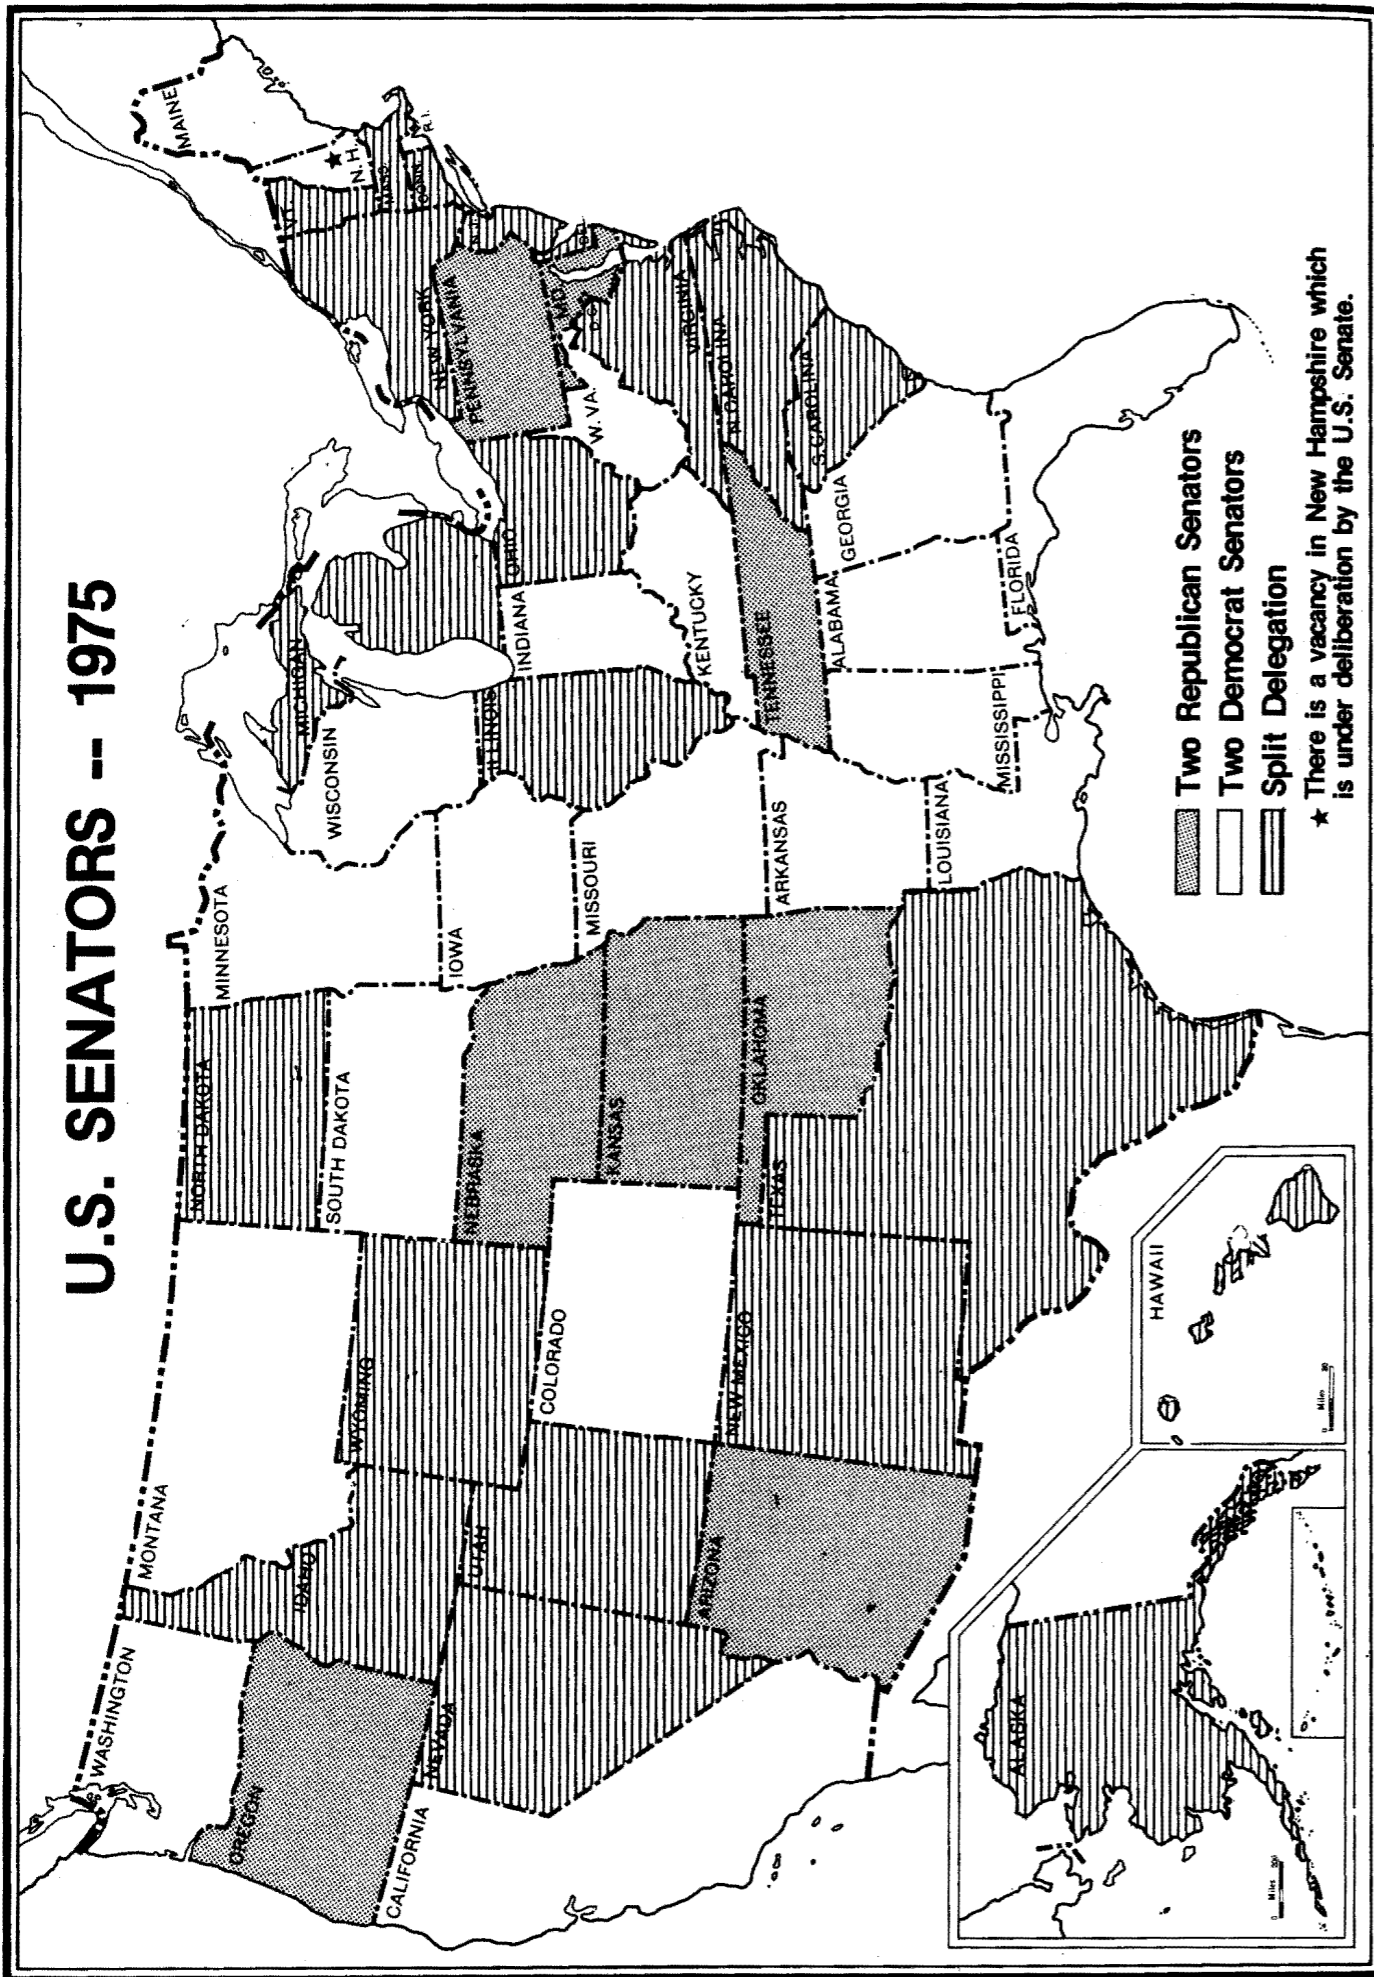 U.S. SENATORS -- 1975
WASHINGTON
OREGON
CALIFORNIA
NEVADA
IDAHO
MONTANA
WYOMING
UTAH
ARIZONA
COLORADO
NEW MEXICO
NORTH DAKOTA
SOUTH DAKOTA
NEBRASKA
KANSAS
OKLAHOMA
TEXAS
MINNESOTA
IOWA
MISSOURI
ARKANSAS
LOUISIANA
WISCONSIN
MICHIGAN
ILLINOIS
INDIANA
OHIO
KENTUCKY
TENNESSEE
MISSISSIPPI
ALABAMA
GEORGIA
FLORIDA
S. CAROLINA
N. CAROLINA
VIRGINIA
W. VA.
MD.
D.C.
DEL.
PENNSYLVANIA
NEW YORK
N.J.
CONN.
R.I.
MASS.
VT.
N.H.
★
MAINE
ALASKA
Miles
HAWAII
Miles
Two Republican Senators
Two Democrat Senators
Split Delegation
★ There is a vacancy in New Hampshire which
is under deliberation by the U.S. Senate.